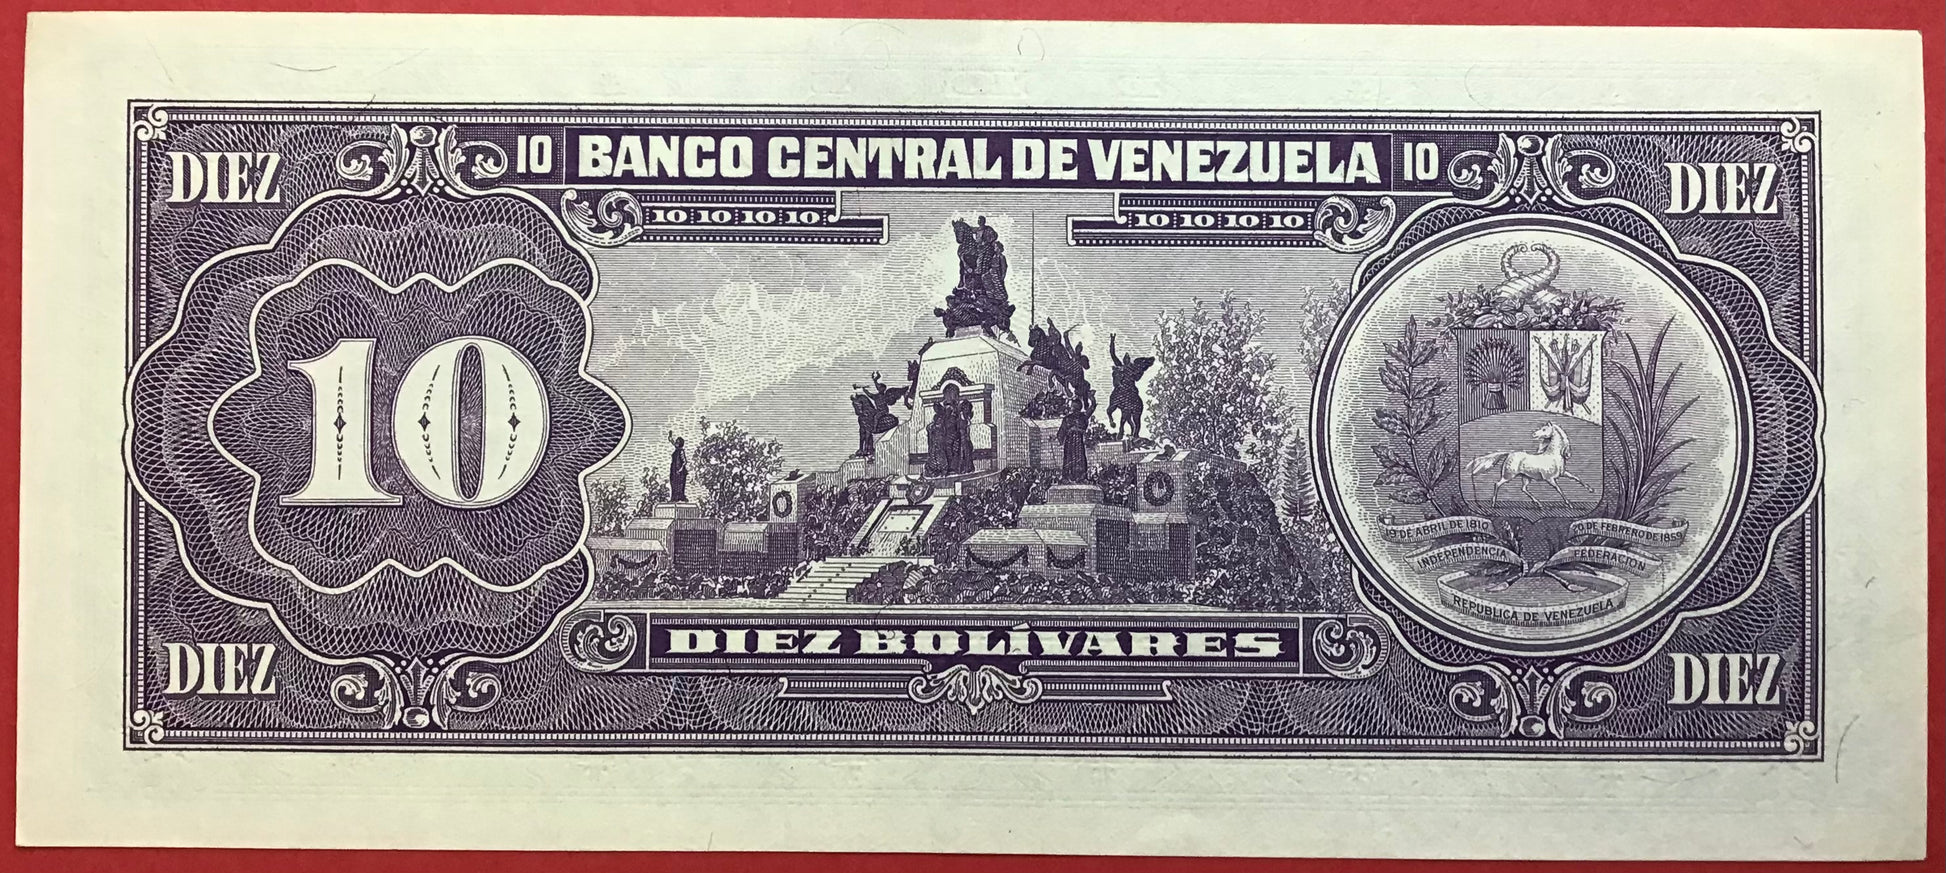 DIEZ
10 BANCO CENTRAL DE VENEZUELA 10
DIEZ
10 10 10 10
10 10 10 10
10
19 DE ABRIL DE 1810
20 DE FEBRERO DE 1859
INDEPENDENCIA
FEDERACION
REPUBLICA DE VENEZUELA
DIEZ
DIEZ BOLÍVARES
DIEZ